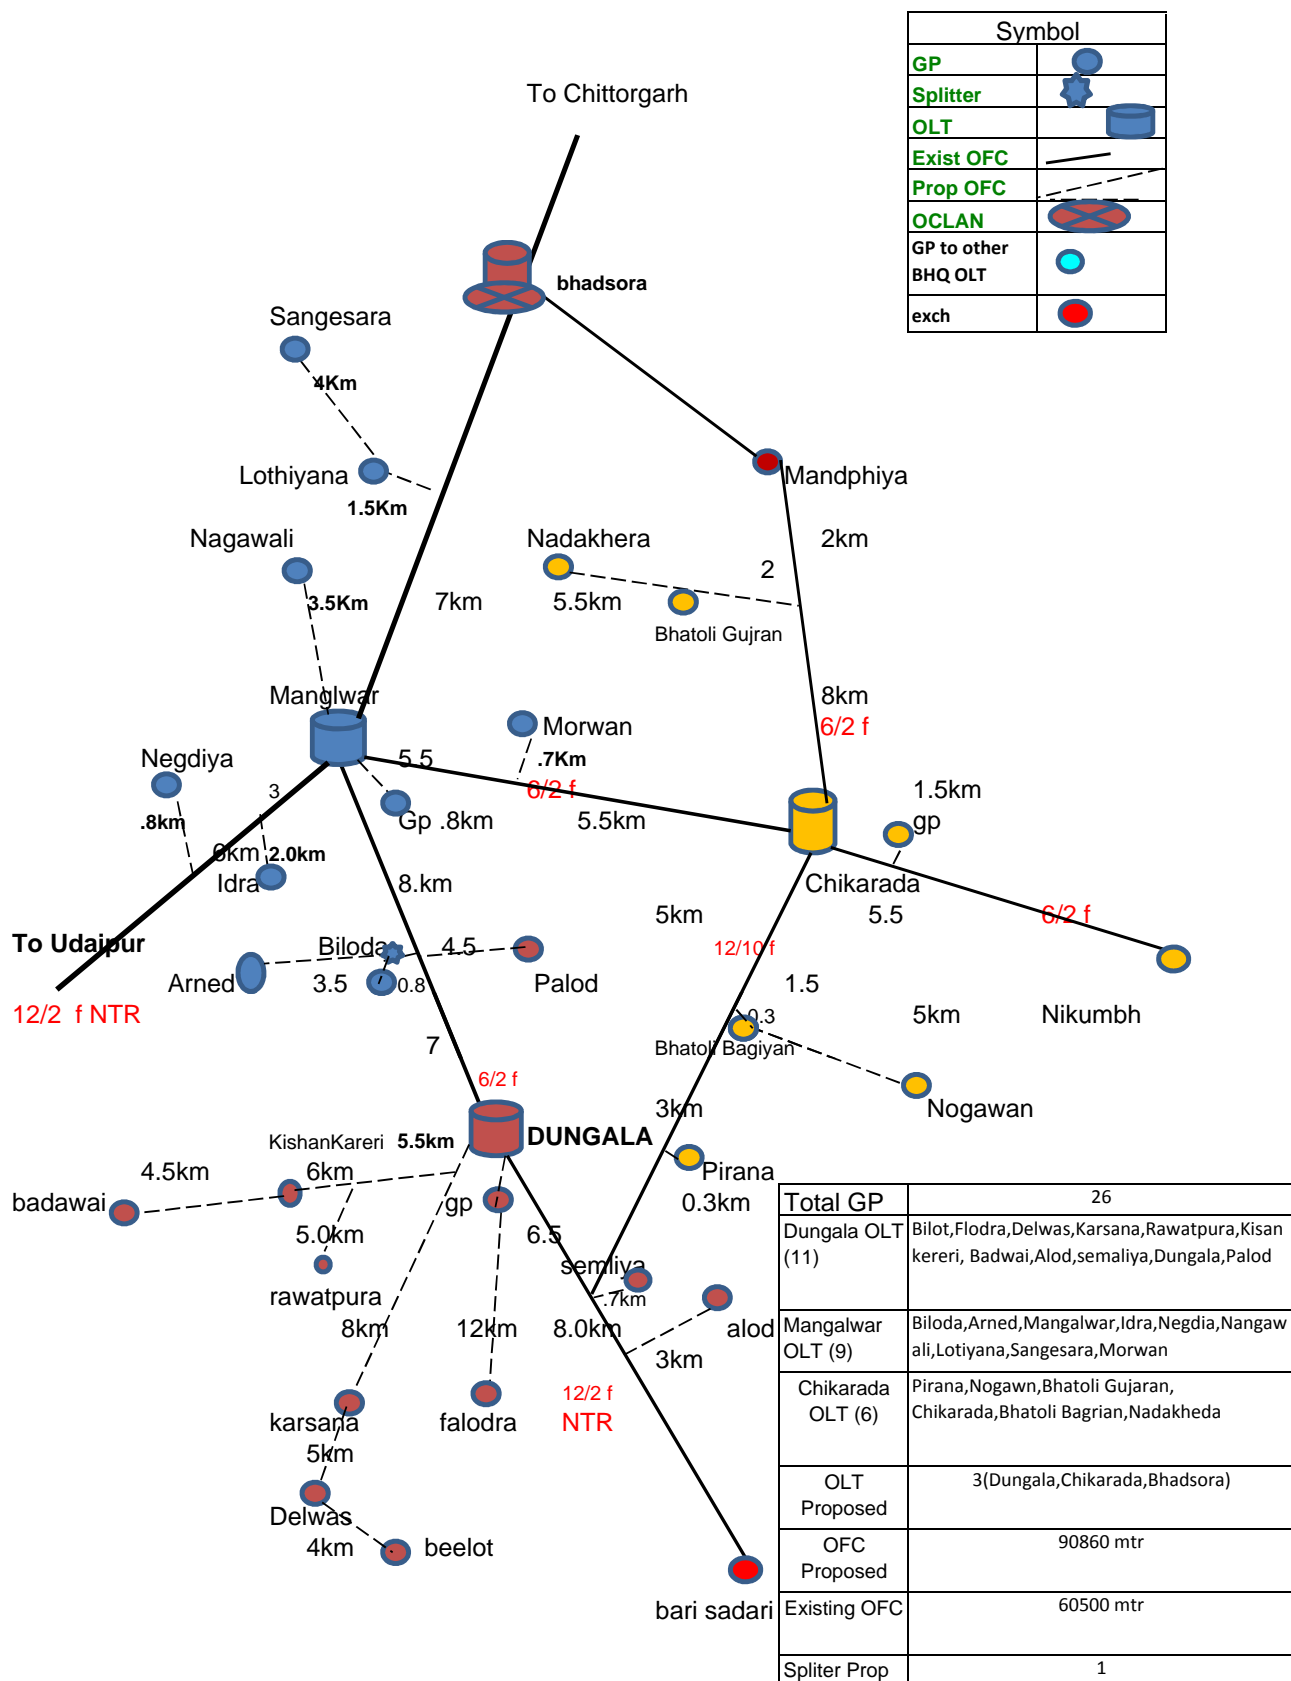 Symbol
GP
Splitter
OLT
Exist OFC
Prop OFC
OCLAN
GP to other
BHQ OLT
exch
To Chittorgarh
bhadsora
Sangesara
4Km
Lothiyana
1.5Km
Mandphiya
Nagawali
3.5Km
7km
Nadakhera
5.5km
2
2km
Bhatoli Gujran
8km
6/2 f
Manglwar
Morwan
.7Km
5.5
6/2 f
5.5km
Negdiya
3
.8km
6km
2.0km
Idra
Gp .8km
8.km
1.5km
gp
Chikarada
5.5
6/2 f
5km
12/10 f
To Udaipur
12/2 f NTR
Biloda
4.5
Arned
3.5
0.8
Palod
1.5
0.3
5km
Nikumbh
Bhatoli Bagiyan
Nogawan
7
6/2 f
DUNGALA
3km
Pirana
0.3km
KishanKareri
5.5km
4.5km
6km
badawai
gp
5.0km
6.5
rawatpura
semliya
.7km
8km
12km
8.0km
alod
3km
karsana
falodra
12/2 f
NTR
5km
Delwas
4km
beelot
bari sadari
Total GP 26
Dungala OLT
(11)
Bilot,Flodra,Delwas,Karsana,Rawatpura,Kisan
kereri, Badwai,Alod,semaliya,Dungala,Palod
Mangalwar
OLT (9)
Biloda,Arned,Mangalwar,Idra,Negdia,Nangaw
ali,Lotiyana,Sangesara,Morwan
Chikarada
OLT (6)
Pirana,Nogawn,Bhatoli Gujaran,
Chikarada,Bhatoli Bagrian,Nadakheda
OLT
Proposed
3(Dungala,Chikarada,Bhadsora)
OFC
Proposed
90860 mtr
Existing OFC 60500 mtr
Spliter Prop 1